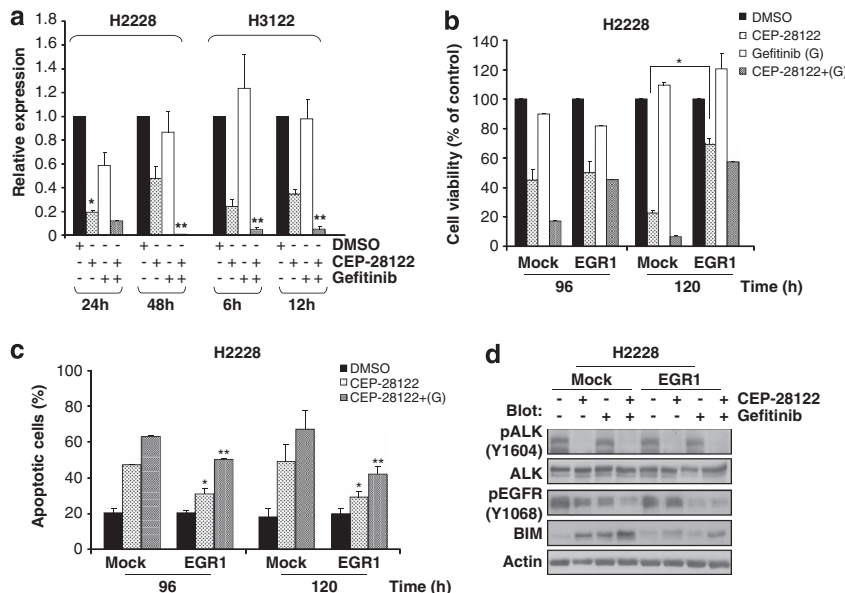 a
H2228 H3122
Relative expression
1.8
1.6
1.4
1.2
1.0
0.8
0.6
0.4
0.2
0
* ** ** **
+ - - - + - - - + - - - + - - - DMSO
- + - + - + - + - + - + - + - + CEP-28122
- - + + - - + + - - + + - - + + Gefitinib
24h 48h 6h 12h
b
H2228
DMSO
CEP-28122
Gefitinib (G)
CEP-28122+(G)
Cell viability (% of control)
140
120
100
80
60
40
20
0
*
Mock EGR1 Mock EGR1
96 120 Time (h)
c
H2228
DMSO
CEP-28122
CEP-28122+(G)
Apoptotic cells (%)
100
80
60
40
20
0
* ** * **
Mock EGR1 Mock EGR1
96 120 Time (h)
d
H2228
Mock EGR1
- + - + - + - + CEP-28122
Blot: - - + + - - + + Gefitinib
pALK
(Y1604)
ALK
pEGFR
(Y1068)
BIM
Actin